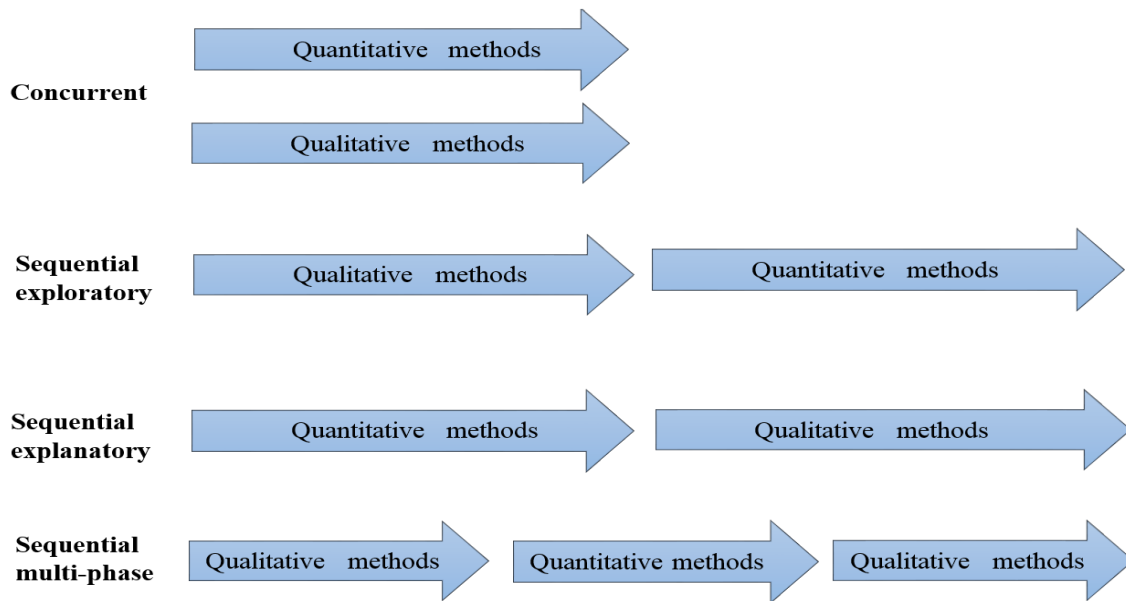 Concurrent
Quantitative methods
Qualitative methods
Sequential
exploratory
Qualitative methods
Quantitative methods
Sequential
explanatory
Quantitative methods
Qualitative methods
Sequential
multi-phase
Qualitative methods
Quantitative methods
Qualitative methods